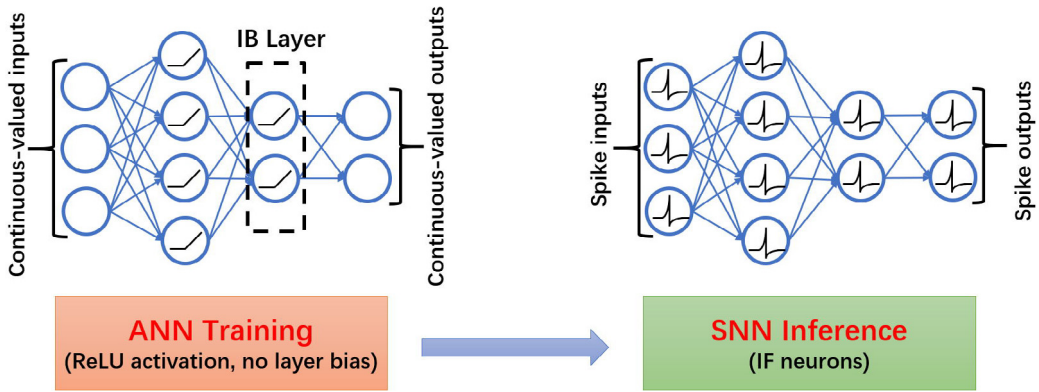 Continuous-valued inputs
IB Layer
Continuous-valued outputs
Spike inputs
Spike outputs
ANN Training
(ReLU activation, no layer bias)
SNN Inference
(IF neurons)